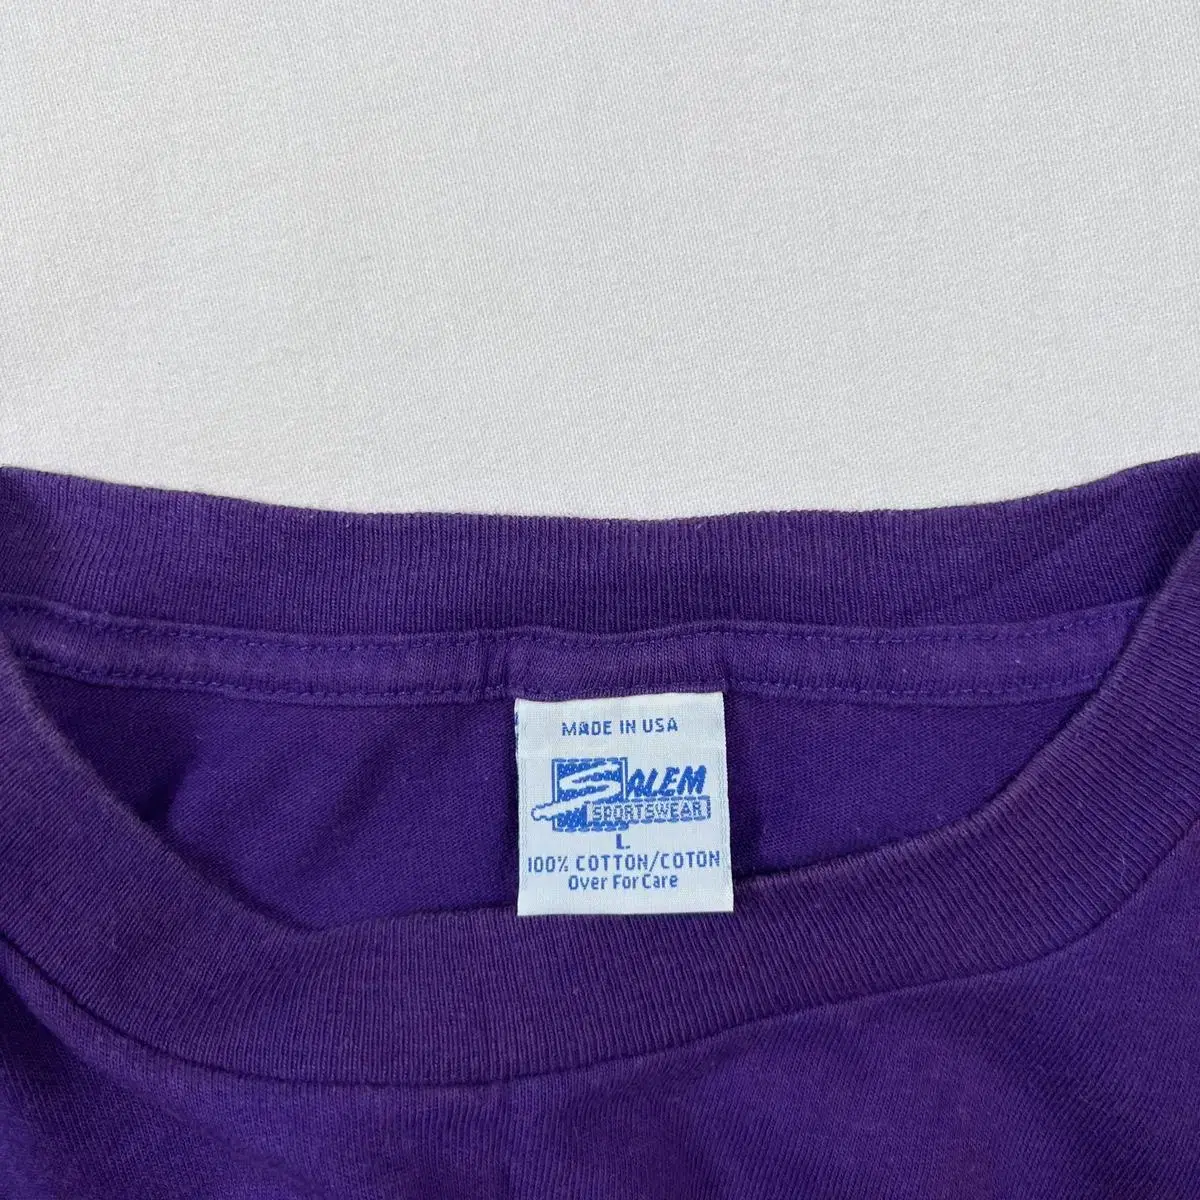 MADE IN USA
SALEM
SPORTSWEAR
L
100% COTTON/COTON
Over For Care